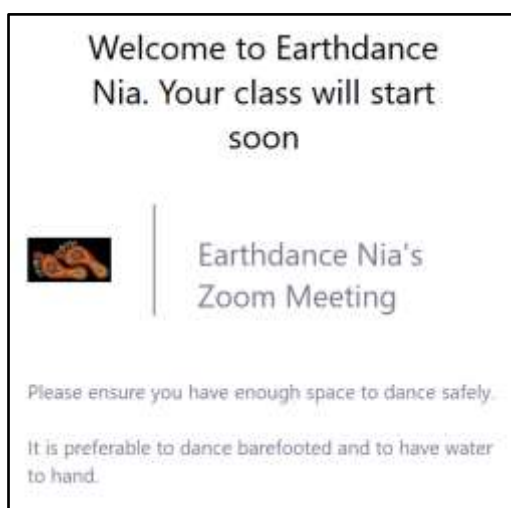 Welcome to Earthdance
Nia. Your class will start
soon
Earthdance Nia's
Zoom Meeting
Please ensure you have enough space to dance safely.
It is preferable to dance barefooted and to have water
to hand.